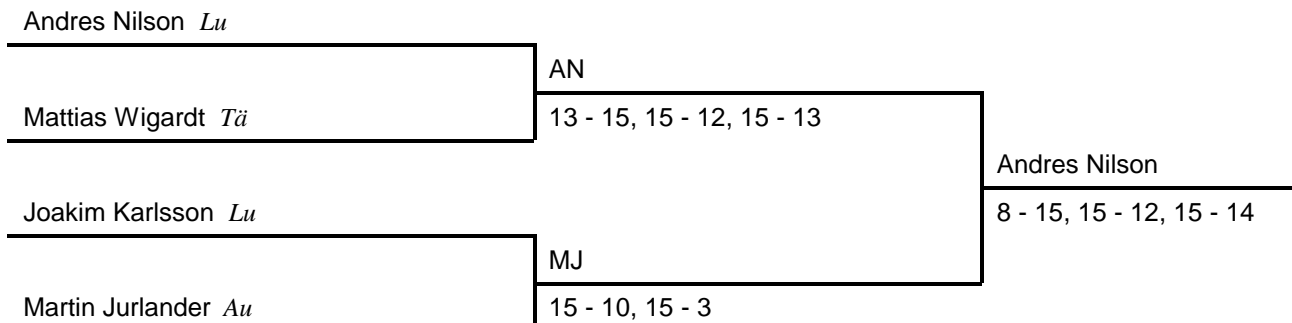 Andres Nilson Lu
AN
Mattias Wigardt Tä
13 - 15, 15 - 12, 15 - 13
Andres Nilson
Joakim Karlsson Lu
8 - 15, 15 - 12, 15 - 14
MJ
Martin Jurlander Au
15 - 10, 15 - 3